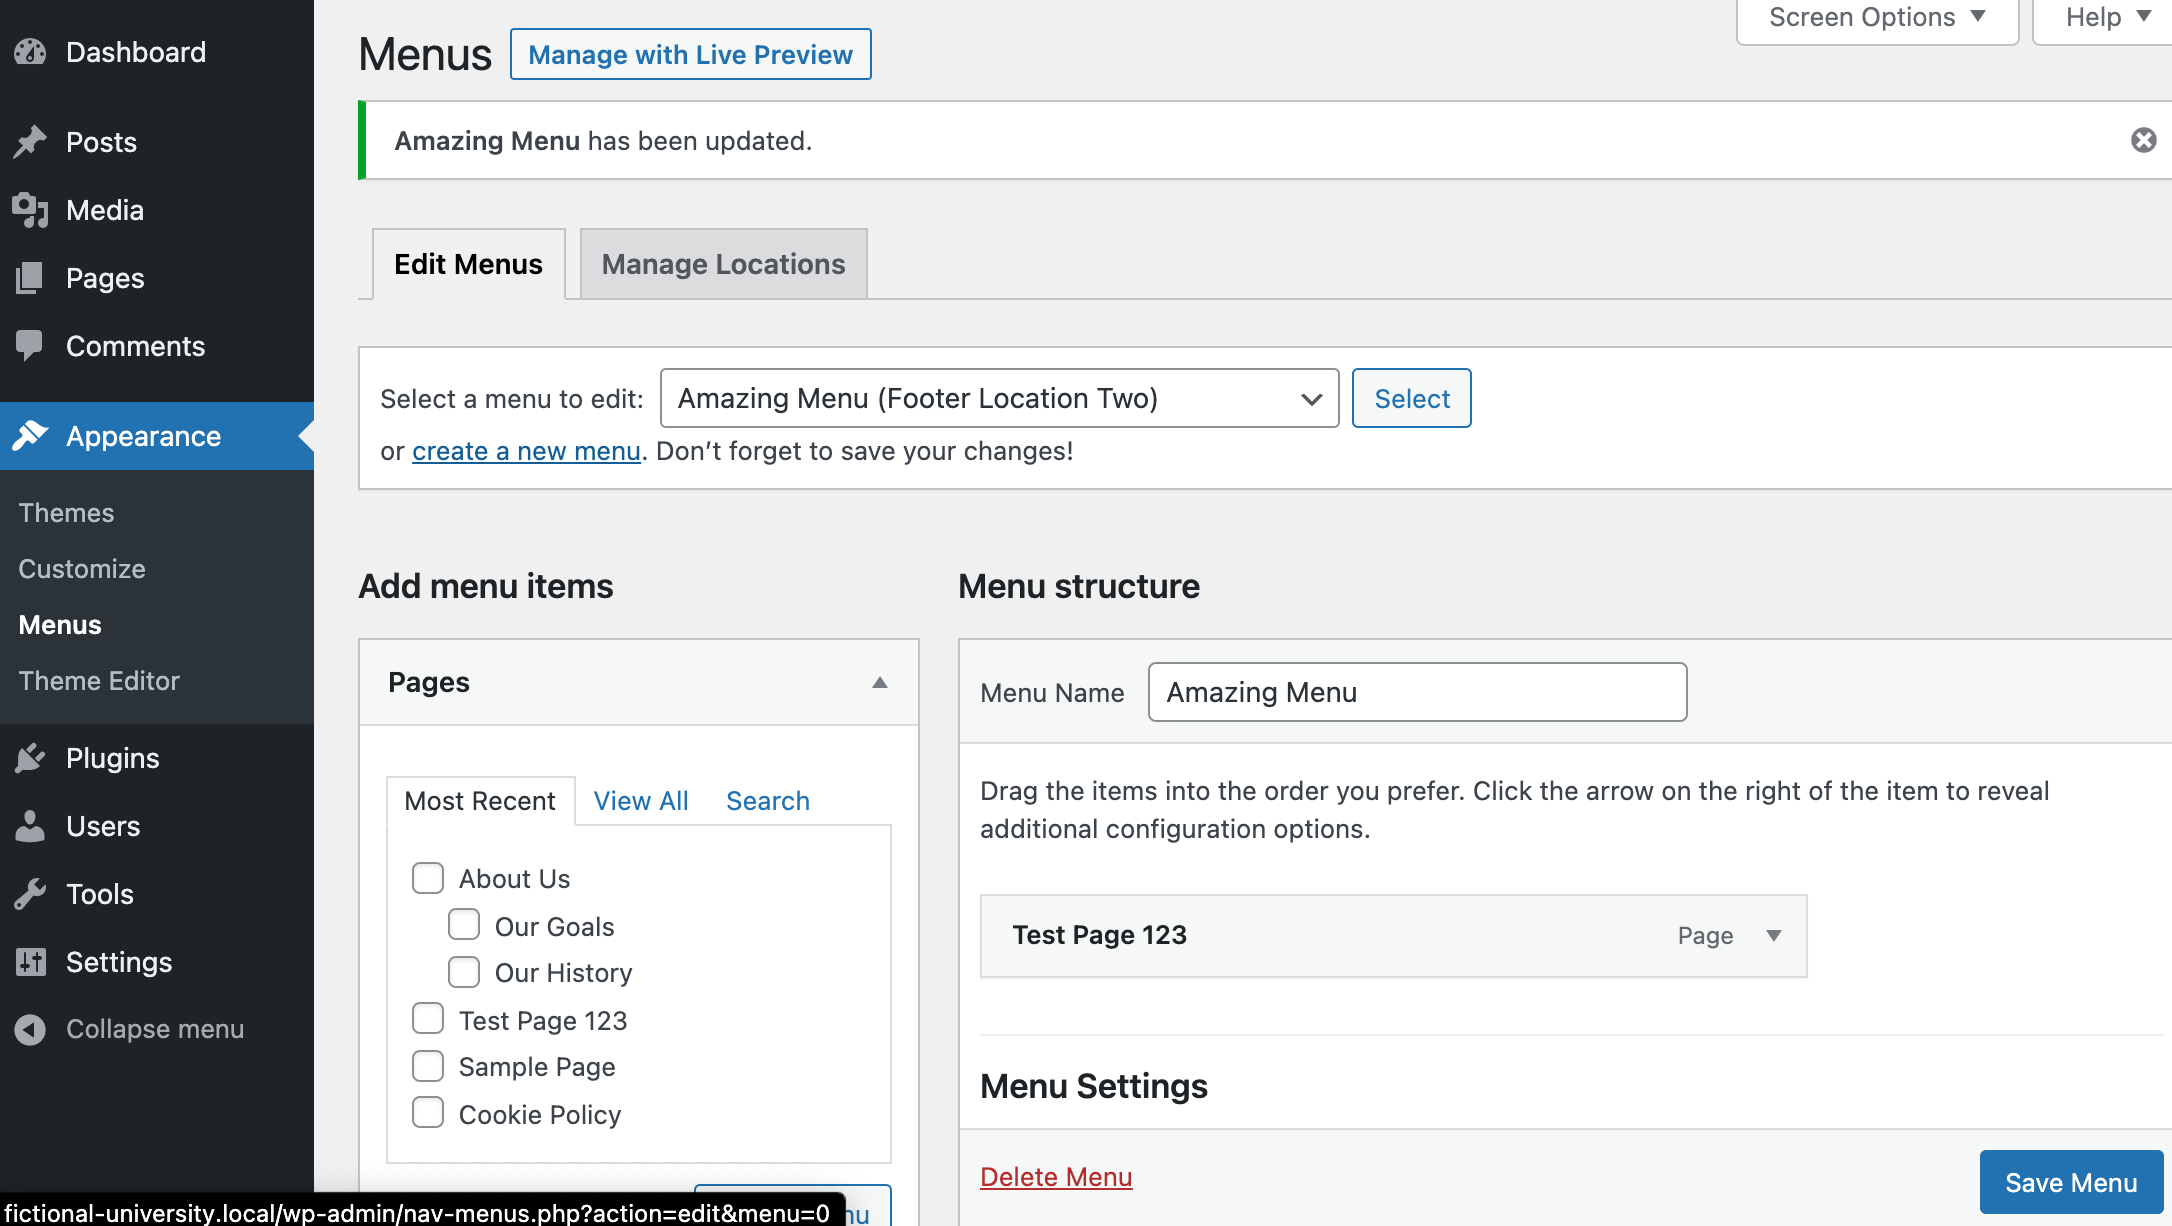 Dashboard
Posts
Media
Pages
Comments
Appearance
Themes
Customize
Menus
Theme Editor
Plugins
Users
Tools
Settings
Collapse menu
Screen Options
Help
Menus
Manage with Live Preview
Amazing Menu has been updated.
Edit Menus
Manage Locations
Select a menu to edit: Amazing Menu (Footer Location Two) Select
or create a new menu. Don’t forget to save your changes!
Add menu items
Pages
Most Recent
View All
Search
About Us
Our Goals
Our History
Test Page 123
Sample Page
Cookie Policy
Menu structure
Menu Name Amazing Menu
Drag the items into the order you prefer. Click the arrow on the right of the item to reveal
additional configuration options.
Test Page 123 Page
Menu Settings
Delete Menu
Save Menu
fictional-university.local/wp-admin/nav-menus.php?action=edit&menu=0